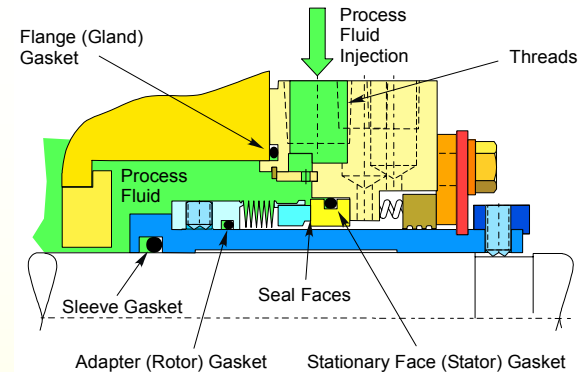 Process
Fluid
Injection
Flange (Gland)
Gasket
Threads
Process
Fluid
Sleeve Gasket
Seal Faces
Adapter (Rotor) Gasket
Stationary Face (Stator) Gasket